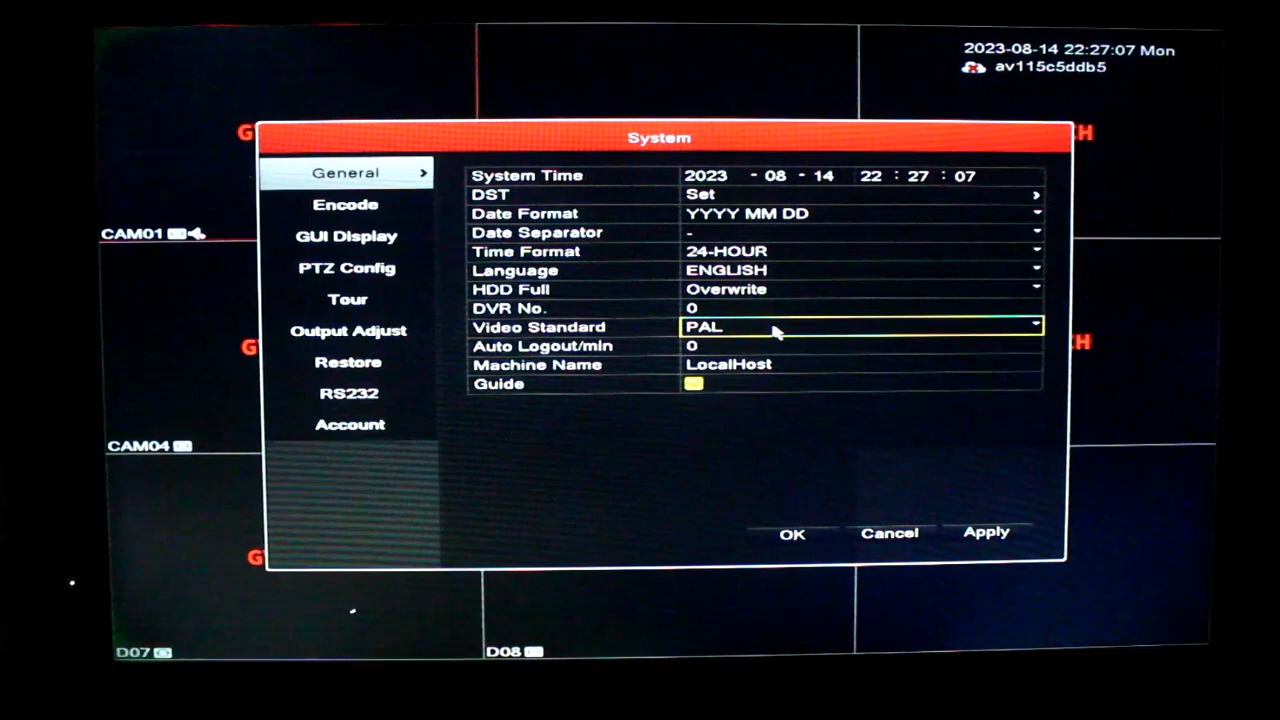 2023-08-14 22:27:07 Mon
av115c5ddb5
System
General
Encode
GUI Display
PTZ Config
Tour
Output Adjust
Restore
RS232
Account
System Time 2023 - 08 - 14 22 : 27 : 07
DST Set
Date Format YYYY MM DD
Date Separator -
Time Format 24-HOUR
Language ENGLISH
HDD Full Overwrite
DVR No. 0
Video Standard PAL
Auto Logout/min 0
Machine Name LocalHost
Guide
OK Cancel Apply
CAM01
CAM04
D07
D08